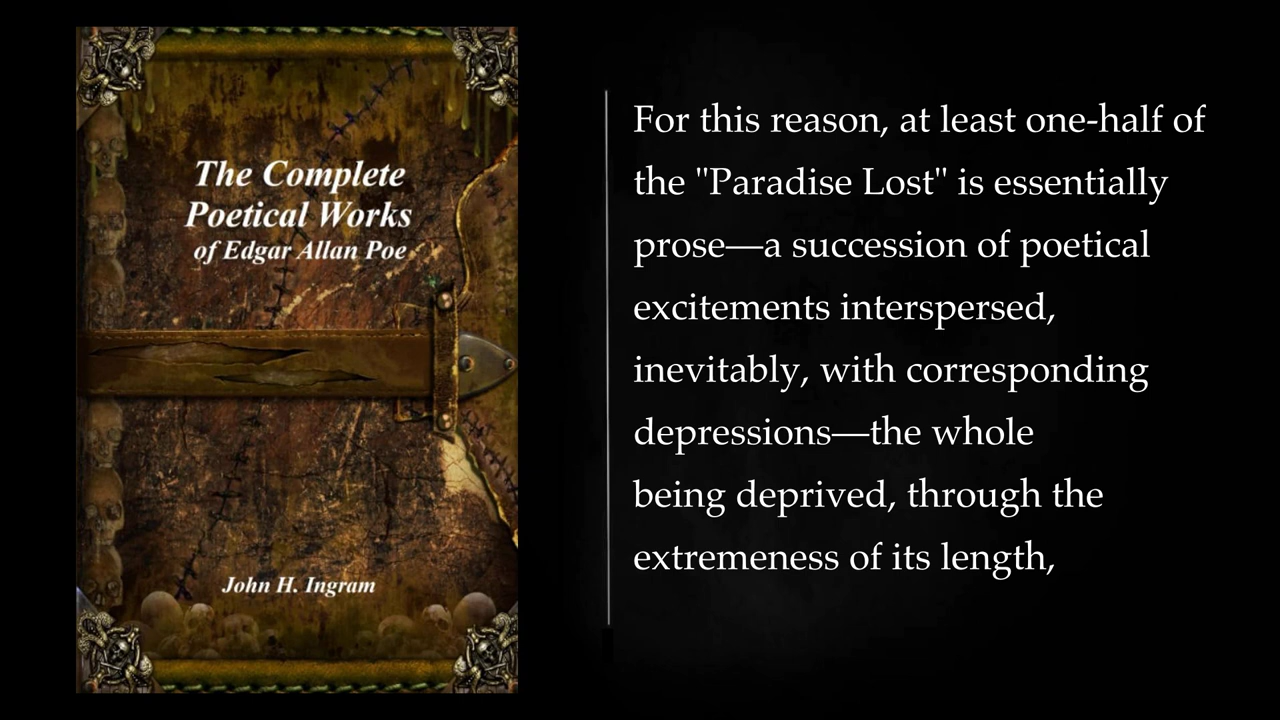 The Complete
Poetical Works
of Edgar Allan Poe
John H. Ingram
For this reason, at least one-half of
the "Paradise Lost" is essentially
prose—a succession of poetical
excitements interspersed,
inevitably, with corresponding
depressions—the whole
being deprived, through the
extremeness of its length,